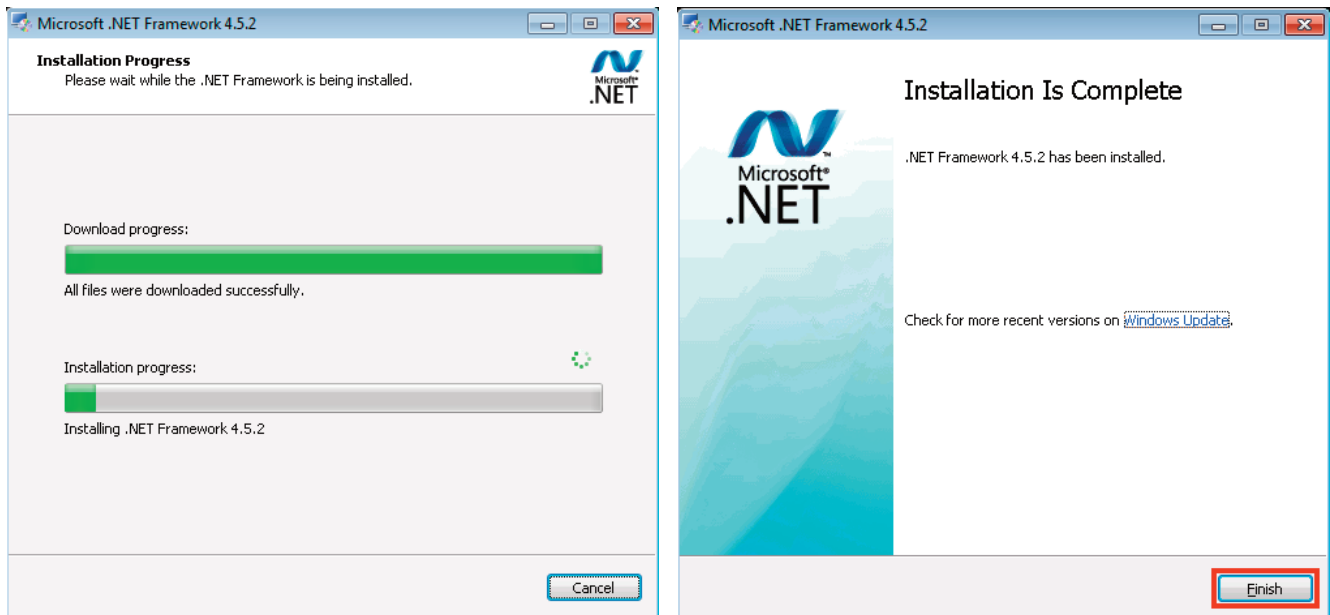 Microsoft .NET Framework 4.5.2
Installation Progress
Please wait while the .NET Framework is being installed.
Microsoft®
.NET
Download progress:
All files were downloaded successfully.
Installation progress:
Installing .NET Framework 4.5.2
Cancel
Microsoft .NET Framework 4.5.2
Installation Is Complete
TM
Microsoft®
.NET
.NET Framework 4.5.2 has been installed.
Check for more recent versions on Windows Update.
Finish